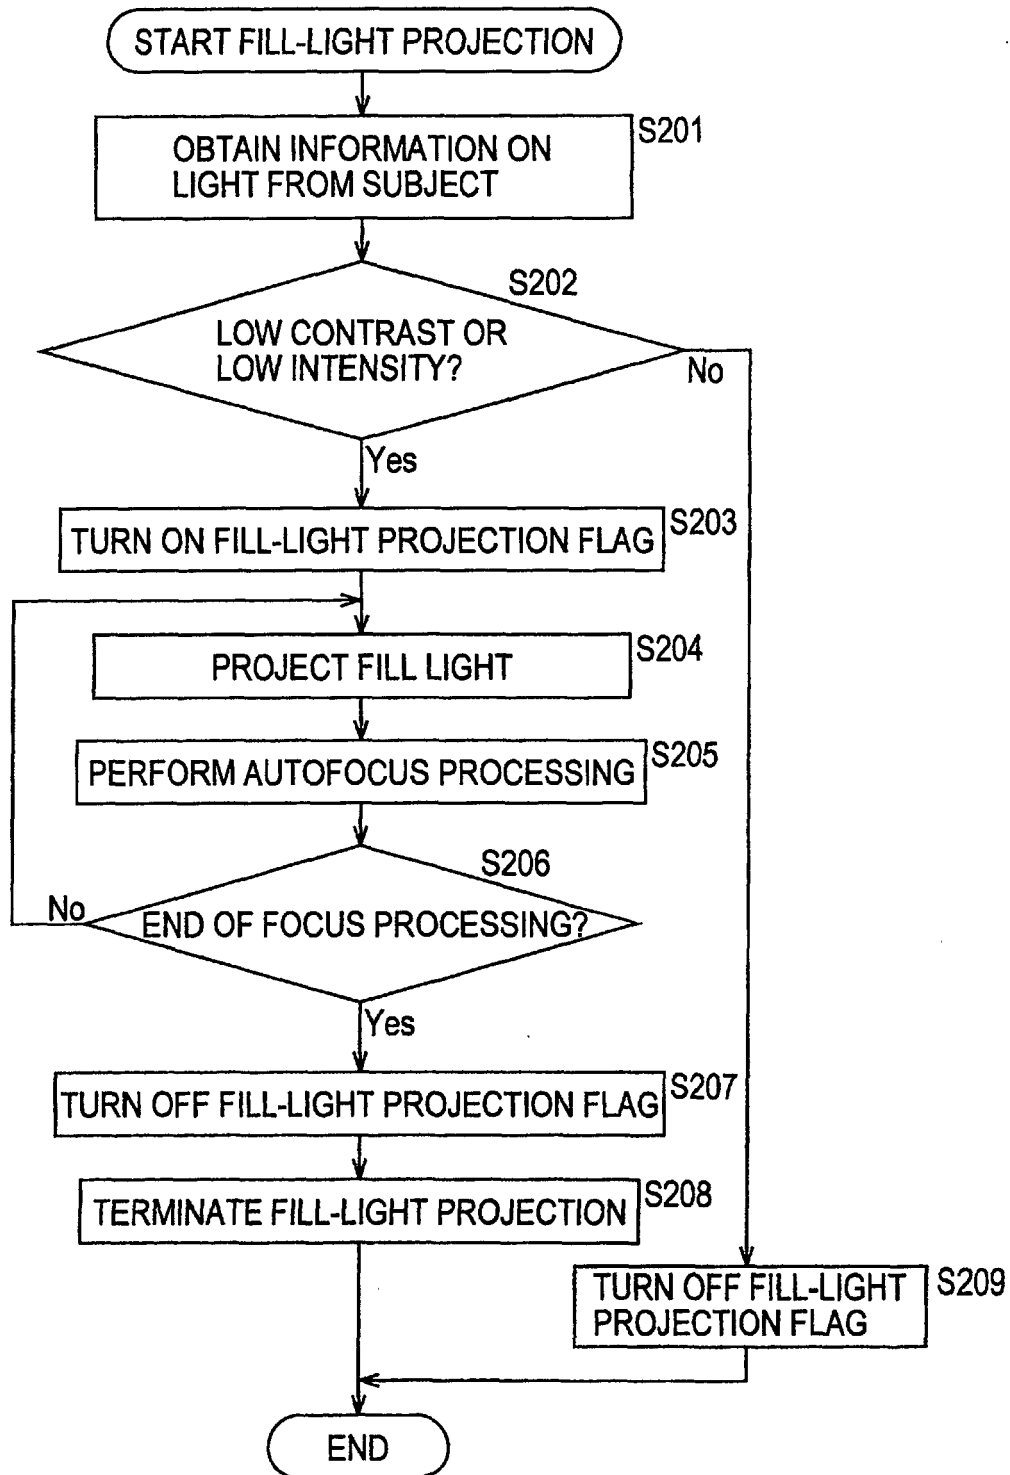 START FILL-LIGHT PROJECTION
S201
OBTAIN INFORMATION ON
LIGHT FROM SUBJECT
S202
LOW CONTRAST OR
LOW INTENSITY?
No
Yes
S203
TURN ON FILL-LIGHT PROJECTION FLAG
S204
PROJECT FILL LIGHT
S205
PERFORM AUTOFOCUS PROCESSING
S206
No
END OF FOCUS PROCESSING?
Yes
S207
TURN OFF FILL-LIGHT PROJECTION FLAG
S208
TERMINATE FILL-LIGHT PROJECTION
S209
TURN OFF FILL-LIGHT
PROJECTION FLAG
END